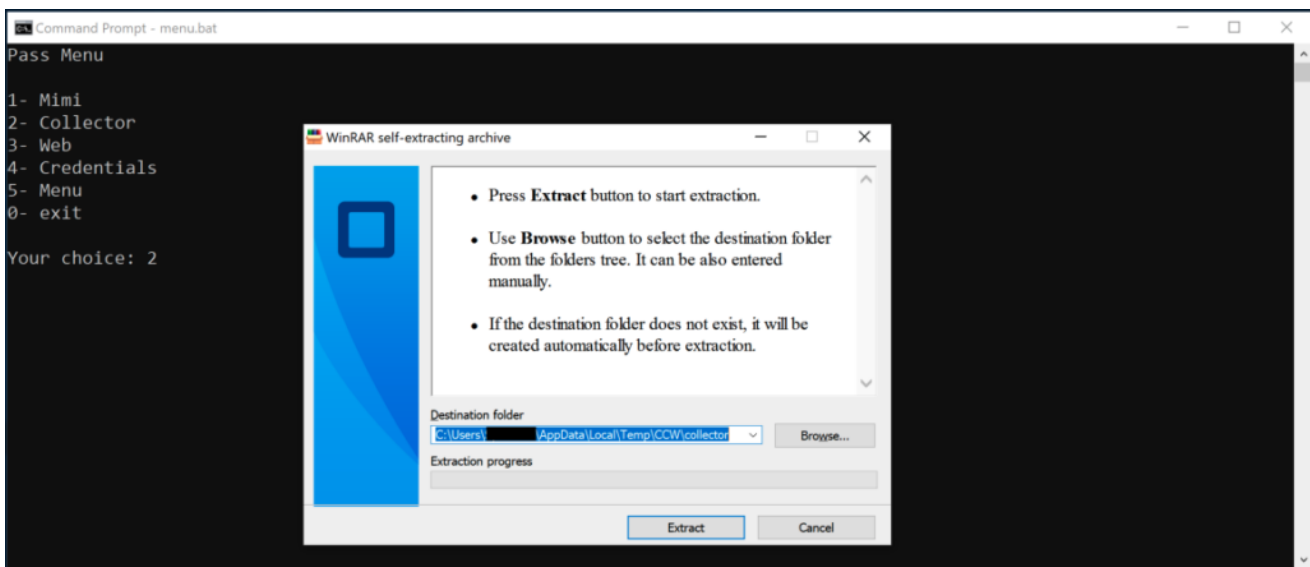 Command Prompt - menu.bat
Pass Menu
1- Mimi
2- Collector
3- Web
4- Credentials
5- Menu
0- exit
Your choice: 2
WinRAR self-extracting archive
• Press Extract button to start extraction.
• Use Browse button to select the destination folder
from the folders tree. It can be also entered
manually.
• If the destination folder does not exist, it will be
created automatically before extraction.
Destination folder
C:\Users\ \AppData\Local\Temp\CCW\collector
Browse...
Extraction progress
Extract
Cancel